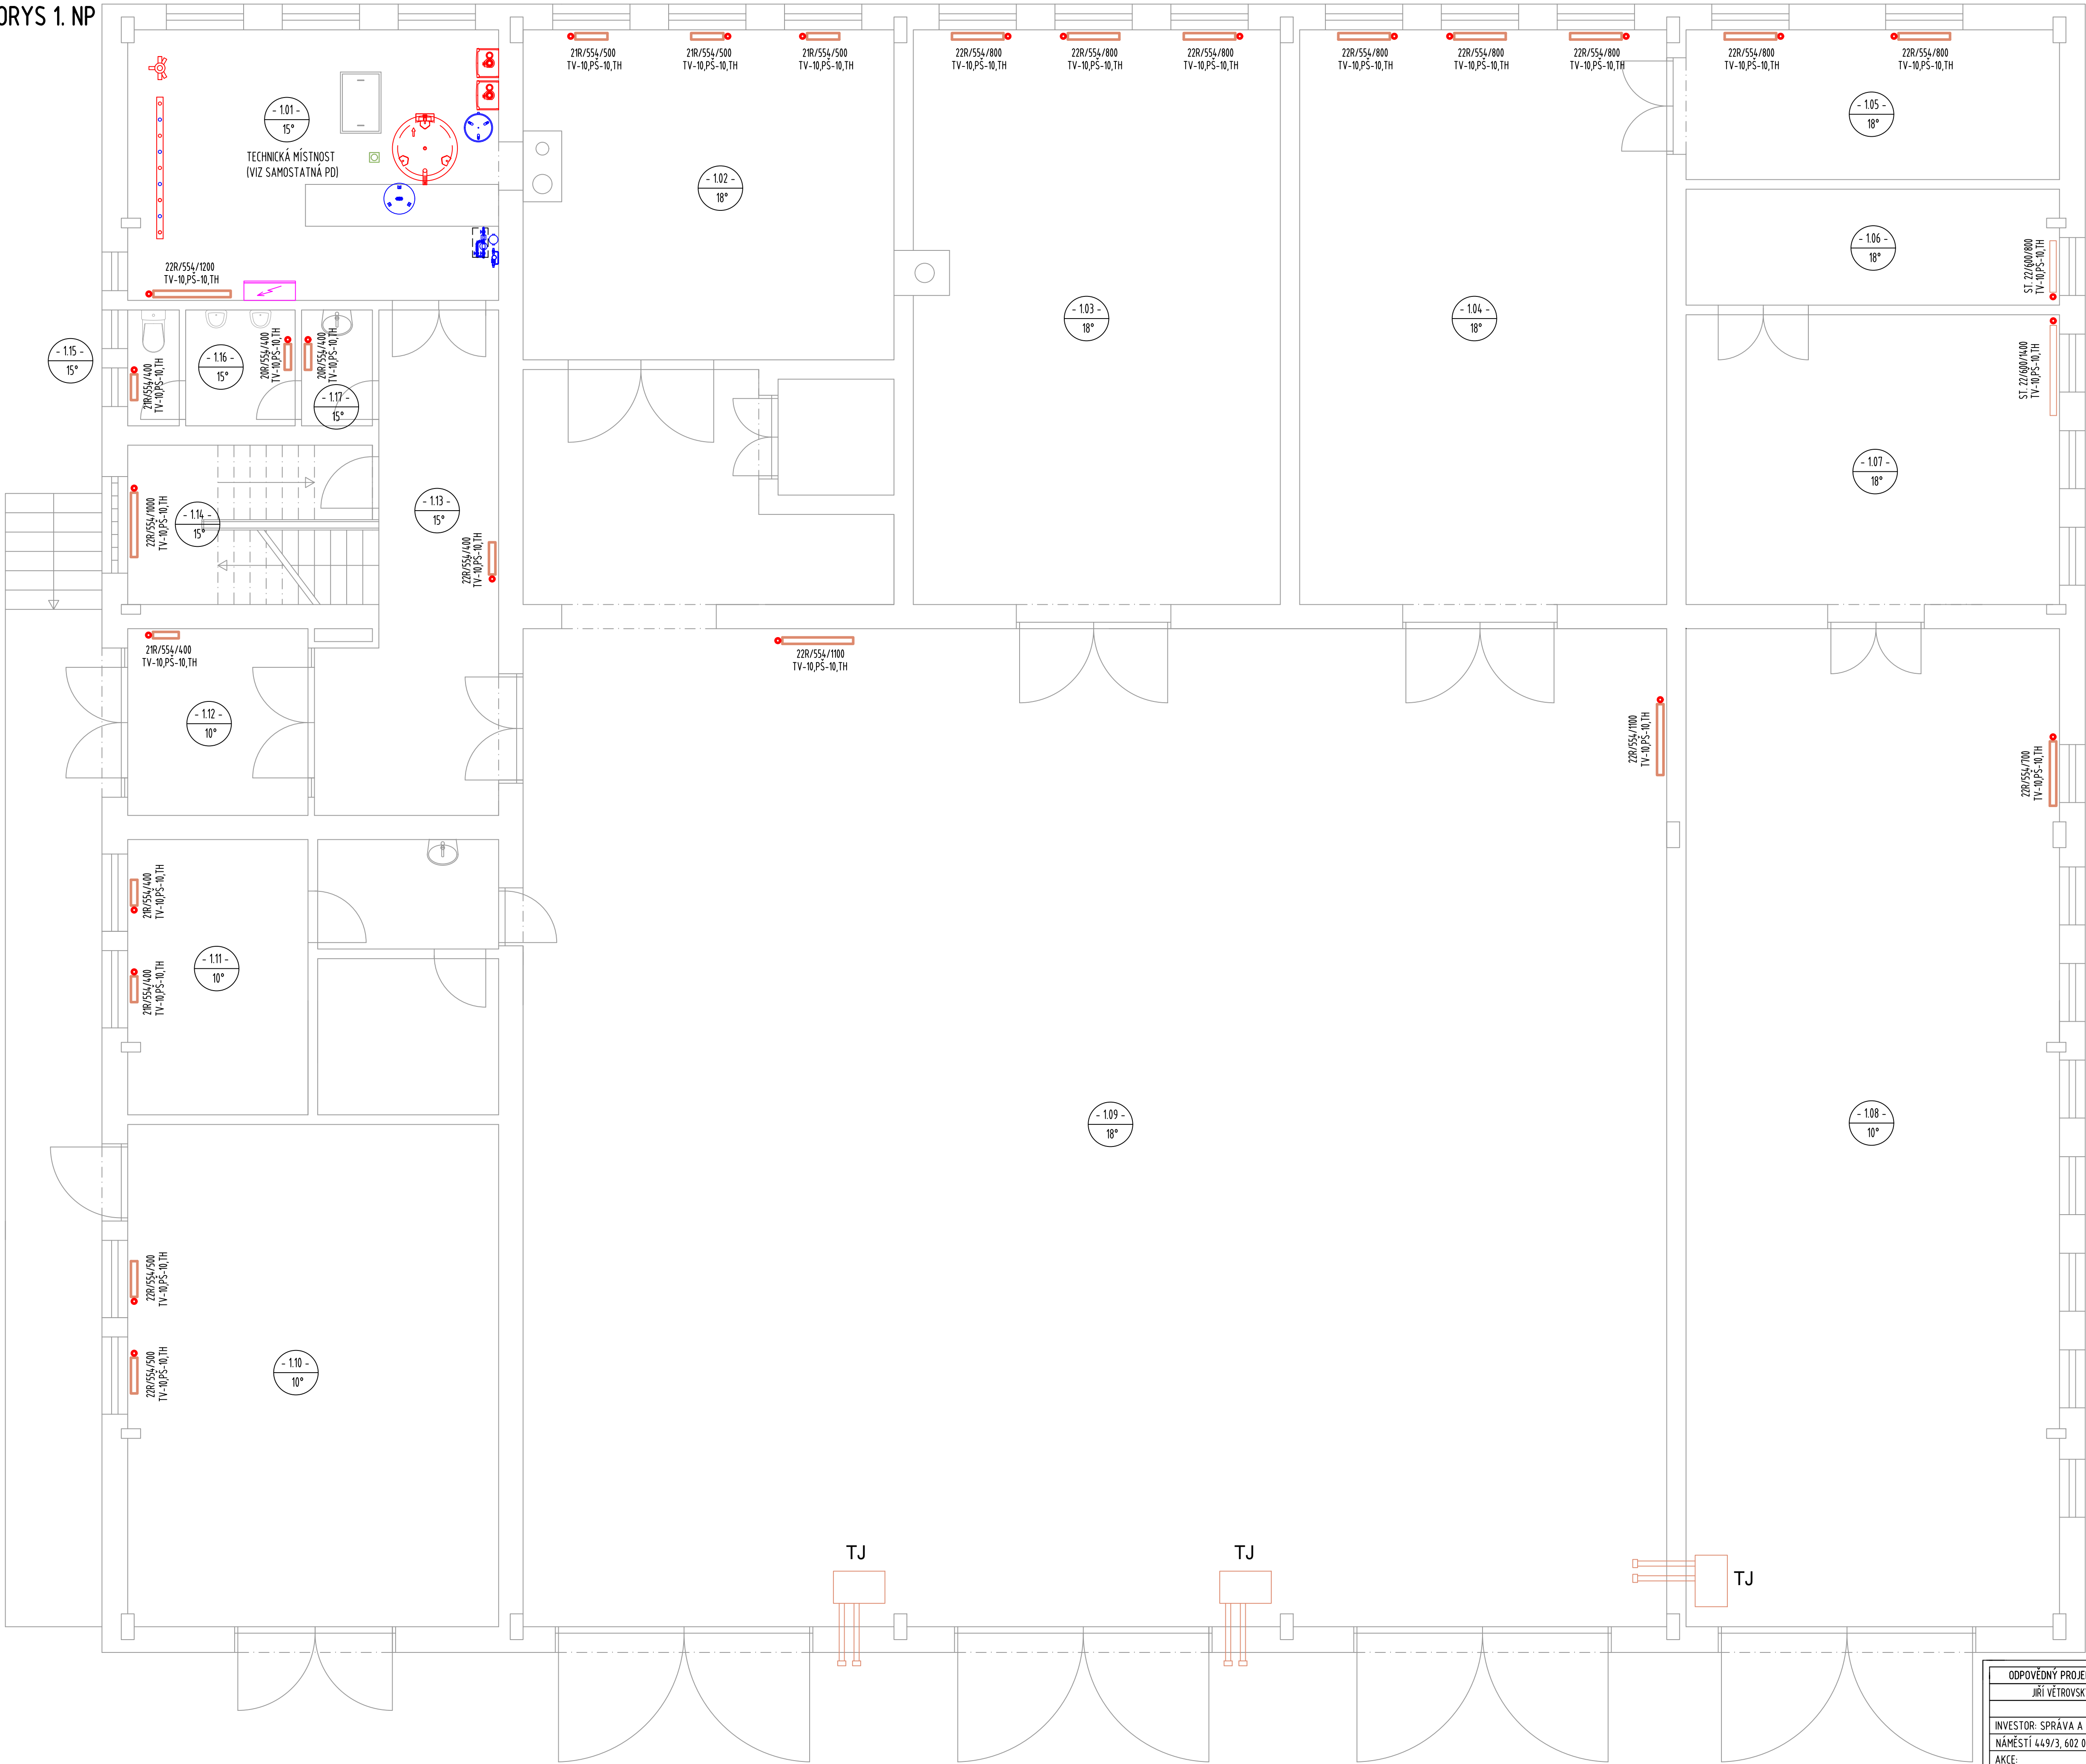 ORYS 1. NP
21R/554/500
TV-10,PŠ-10,TH
21R/554/500
TV-10,PŠ-10,TH
21R/554/500
TV-10,PŠ-10,TH
22R/554/800
TV-10,PŠ-10,TH
22R/554/800
TV-10,PŠ-10,TH
22R/554/800
TV-10,PŠ-10,TH
22R/554/800
TV-10,PŠ-10,TH
22R/554/800
TV-10,PŠ-10,TH
22R/554/800
TV-10,PŠ-10,TH
22R/554/800
TV-10,PŠ-10,TH
22R/554/800
TV-10,PŠ-10,TH
- 1.01 -
15°
TECHNICKÁ MÍSTNOST
(VIZ SAMOSTATNÁ PD)
- 1.02 -
18°
- 1.05 -
18°
- 1.06 -
18°
ST. 22/600/800
TV-10,PŠ-10,TH
22R/554/1200
TV-10,PŠ-10,TH
- 1.03 -
18°
- 1.04 -
18°
- 1.15 -
15°
21R/554/400
TV-10,PŠ-10,TH
- 1.16 -
15°
20R/554/400
TV-10,PŠ-10,TH
20R/554/400
TV-10,PŠ-10,TH
- 1.17 -
15°
ST. 22/600/1400
TV-10,PŠ-10,TH
- 1.07 -
18°
22R/554/1000
TV-10,PŠ-10,TH
- 1.14 -
15°
- 1.13 -
15°
22R/554/400
TV-10,PŠ-10,TH
21R/554/400
TV-10,PŠ-10,TH
22R/554/1100
TV-10,PŠ-10,TH
- 1.12 -
10°
22R/554/1100
TV-10,PŠ-10,TH
22R/554/700
TV-10,PŠ-10,TH
21R/554/400
TV-10,PŠ-10,TH
- 1.11 -
10°
21R/554/400
TV-10,PŠ-10,TH
- 1.09 -
18°
- 1.08 -
10°
22R/554/500
TV-10,PŠ-10,TH
22R/554/500
TV-10,PŠ-10,TH
- 1.10 -
10°
TJ
TJ
TJ
ODPOVĚDNÝ PROJE
JIŘÍ VĚTROVSK
INVESTOR: SPRÁVA A
NÁMĚSTÍ 449/3, 602 0
AKCE: